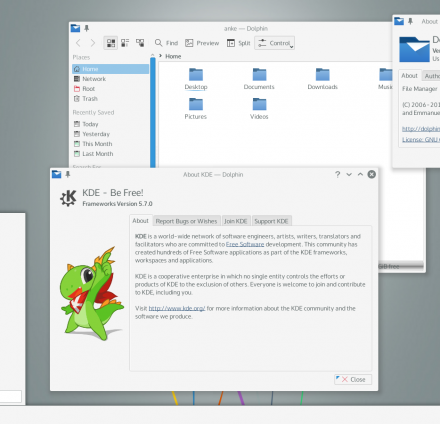 anke — Dolphin
Find
Preview
Split
Control
Places
Home
Network
Root
Trash
Recently Saved
Today
Yesterday
This Month
Last Month
Search For
Home
Desktop
Documents
Downloads
Music
Pictures
Videos
GiB free
About
Do
Ver
Us
About
Autho
File Manager
(C) 2006-201
and Emmanue
http://dolphin
License: GNU
About KDE — Dolphin
KDE - Be Free!
Frameworks Version 5.7.0
About
Report Bugs or Wishes
Join KDE
Support KDE
KDE is a world-wide network of software engineers, artists, writers, translators and
facilitators who are committed to Free Software development. This community has
created hundreds of Free Software applications as part of the KDE frameworks,
workspaces and applications.
KDE is a cooperative enterprise in which no single entity controls the efforts or
products of KDE to the exclusion of others. Everyone is welcome to join and contribute
to KDE, including you.
Visit http://www.kde.org/ for more information about the KDE community and the
software we produce.
Close